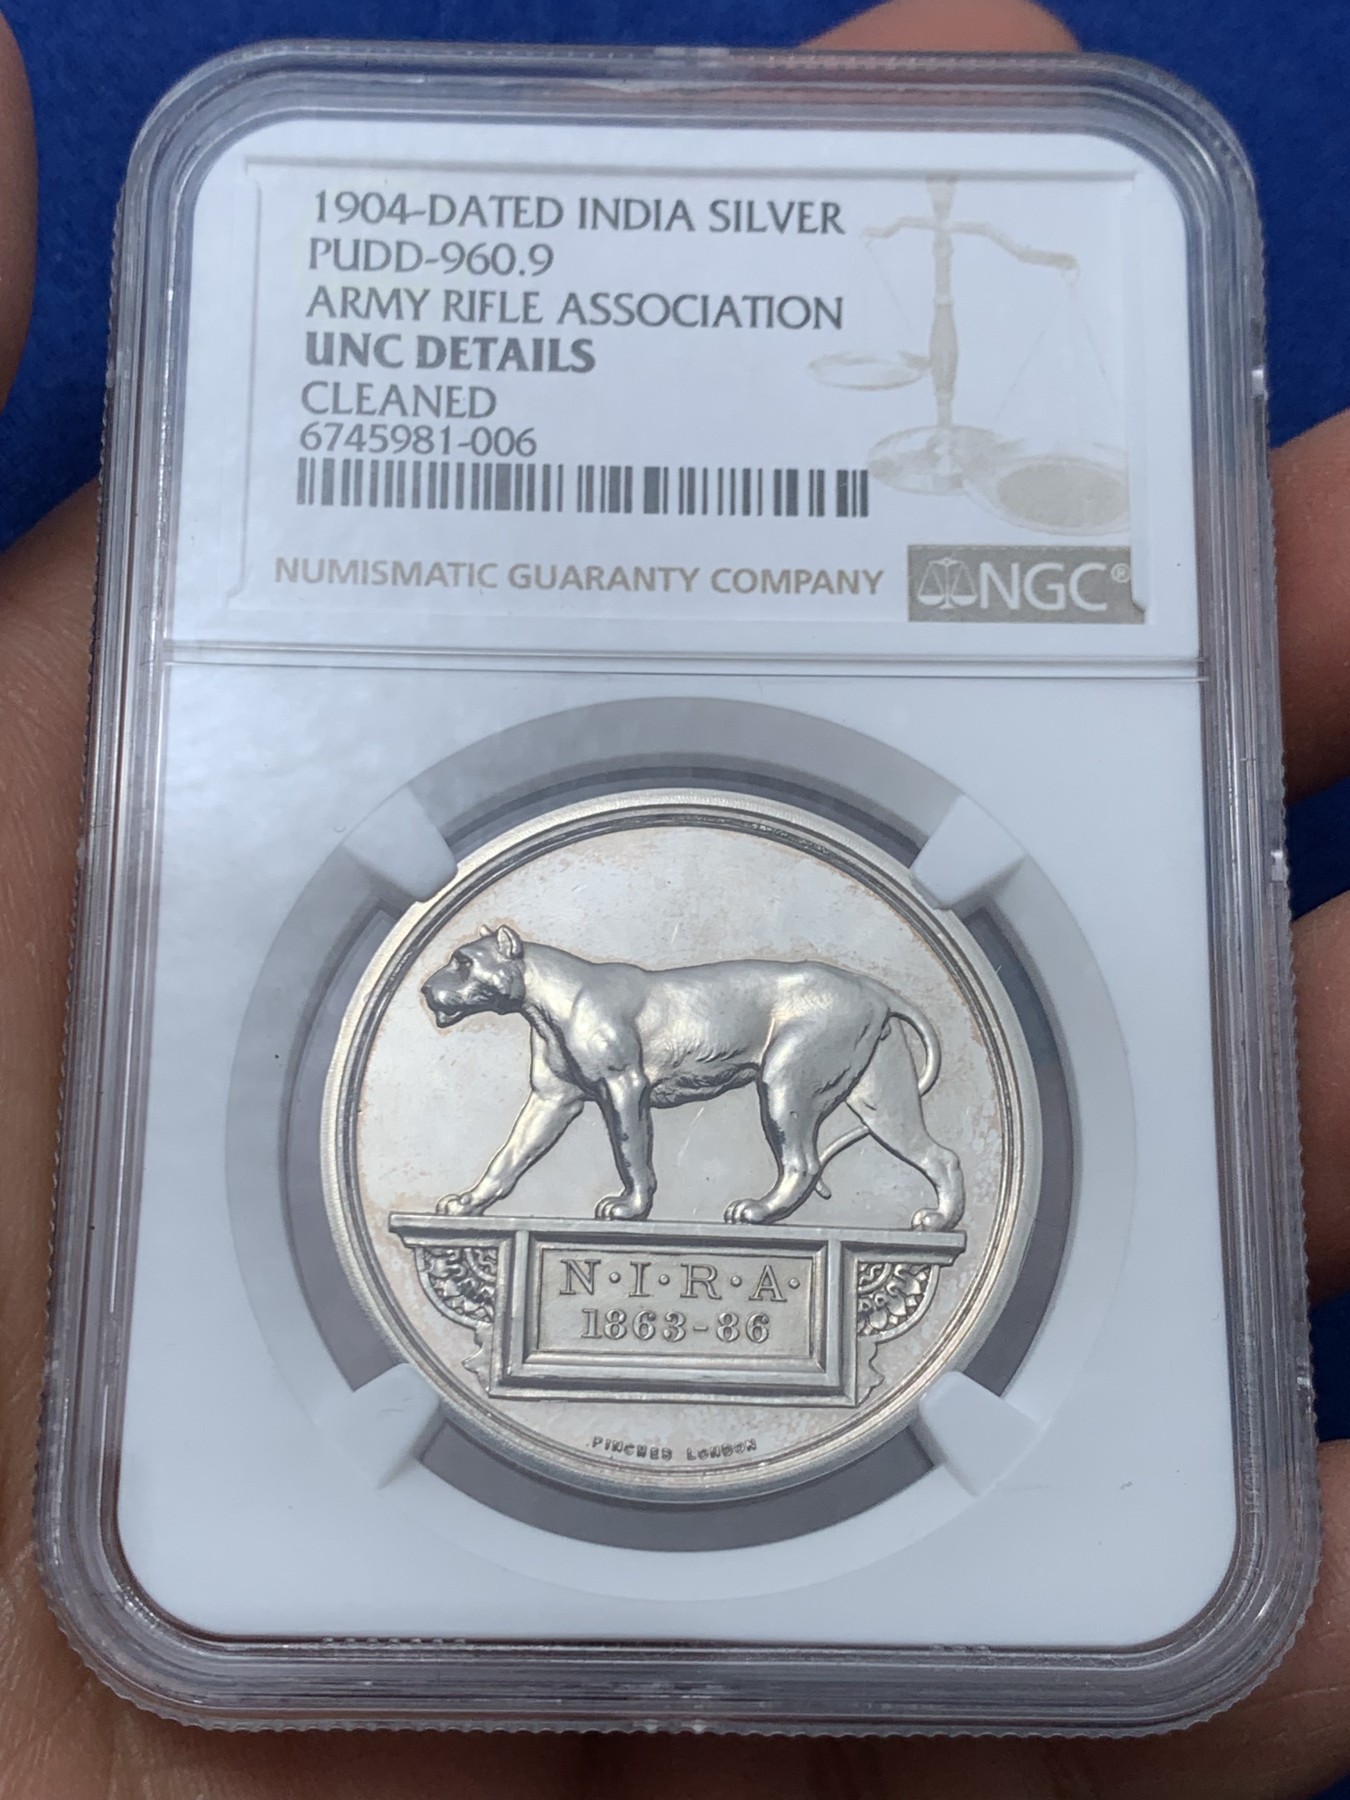 1904-DATED INDIA SILVER
PUDD-960.9
ARMY RIFLE ASSOCIATION
UNC DETAILS
CLEANED
6745981-006
NUMISMATIC GUARANTY COMPANY
NGC®
N·I·R·A·
1863-86
PINCHES LONDON